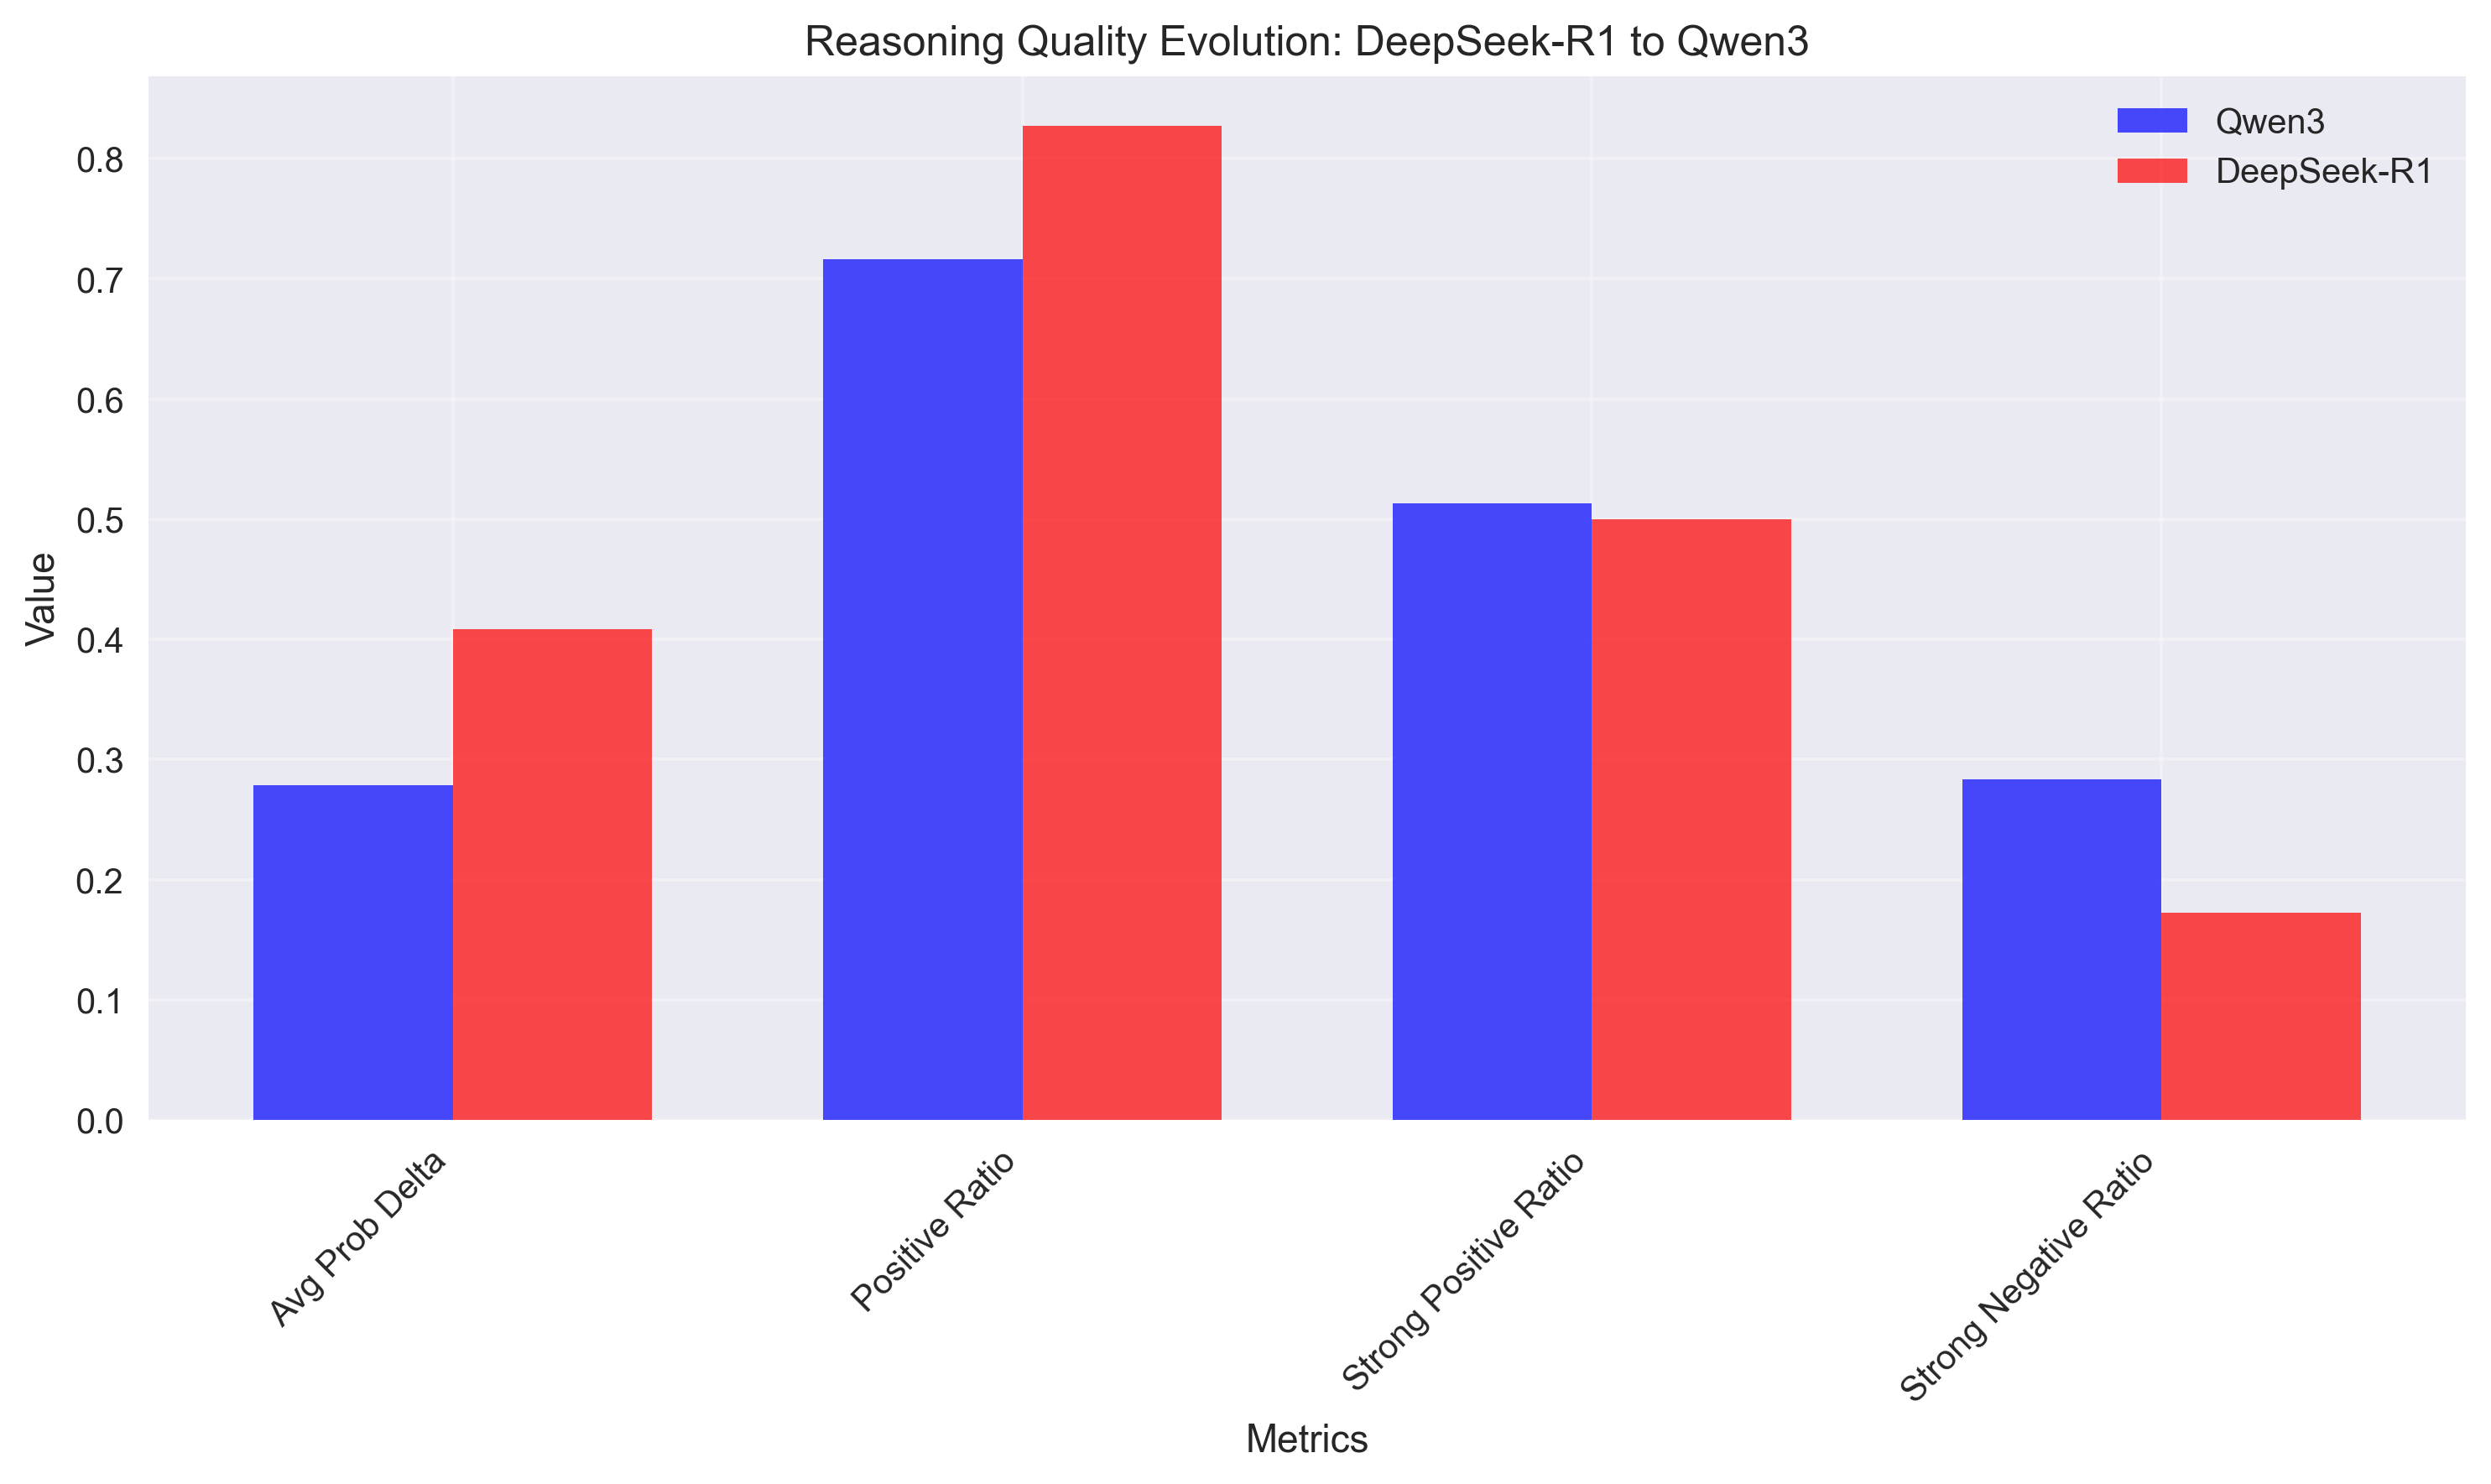 Reasoning Quality Evolution: DeepSeek-R1 to Qwen3
Qwen3
DeepSeek-R1
Value
0.8
0.7
0.6
0.5
0.4
0.3
0.2
0.1
0.0
Avg Prob Delta
Positive Ratio
Strong Positive Ratio
Strong Negative Ratio
Metrics